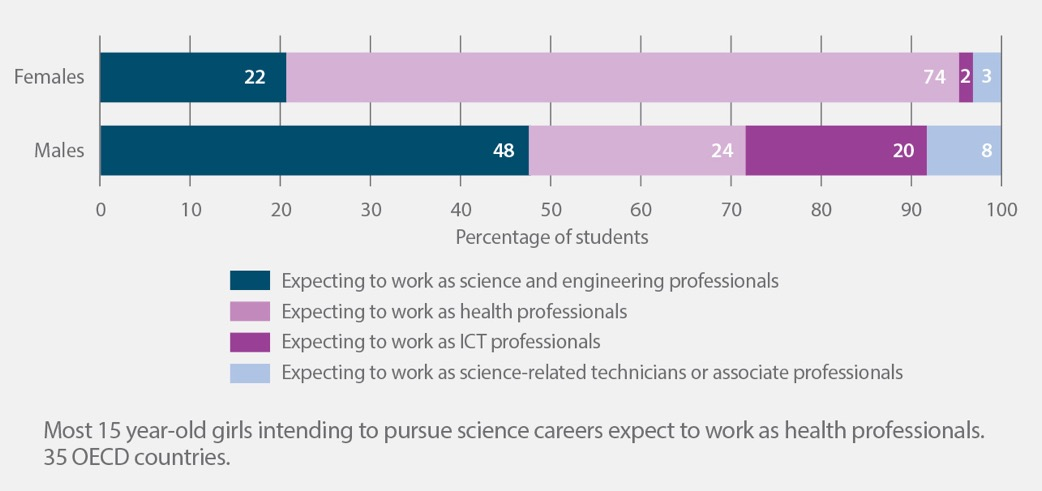 Females 22 74 2 3
Males 48 24 20 8
0 10 20 30 40 50 60 70 80 90 100
Percentage of students
Expecting to work as science and engineering professionals
Expecting to work as health professionals
Expecting to work as ICT professionals
Expecting to work as science-related technicians or associate professionals
Most 15 year-old girls intending to pursue science careers expect to work as health professionals.
35 OECD countries.